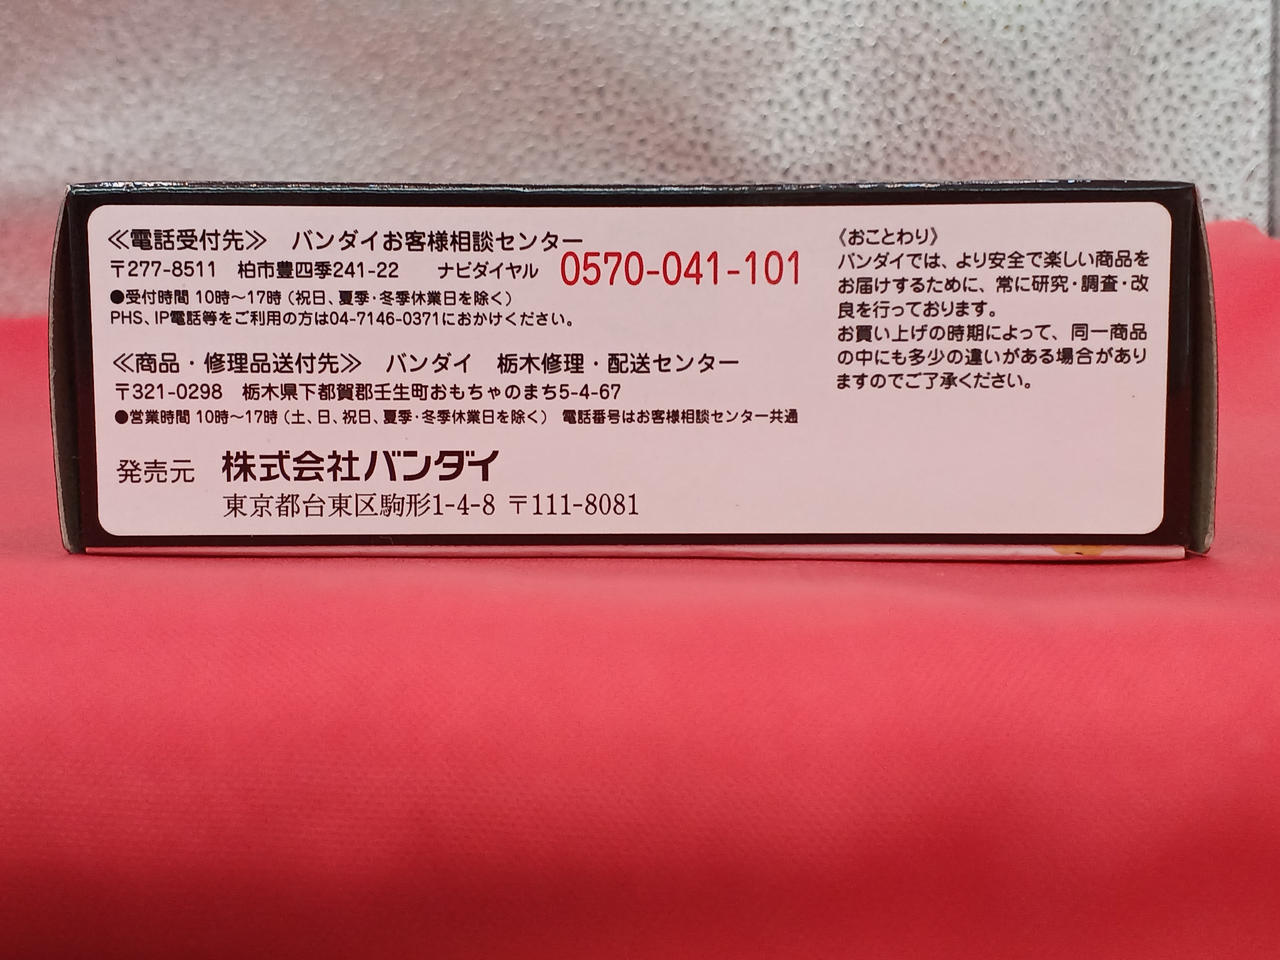 ≪電話受付先≫ バンダイお客様相談センター
〒277-8511 柏市豊四季241-22 ナビダイヤル 0570-041-101
●受付時間 10時〜17時（祝日、夏季・冬季休業日を除く）
PHS、IP電話等をご利用の方は04-7146-0371におかけください。
≪商品・修理品送付先≫ バンダイ 栃木修理・配送センター
〒321-0298 栃木県下都賀郡壬生町おもちゃのまち5-4-67
●営業時間 10時〜17時（土、日、祝日、夏季・冬季休業日を除く） 電話番号はお客様相談センター共通
発売元 株式会社バンダイ
東京都台東区駒形1-4-8 〒111-8081
《おことわり》
バンダイでは、より安全で楽しい商品を
お届けするために、常に研究・調査・改
良を行っております。
お買い上げの時期によって、同一商品
の中にも多少の違いがある場合があり
ますのでご了承ください。